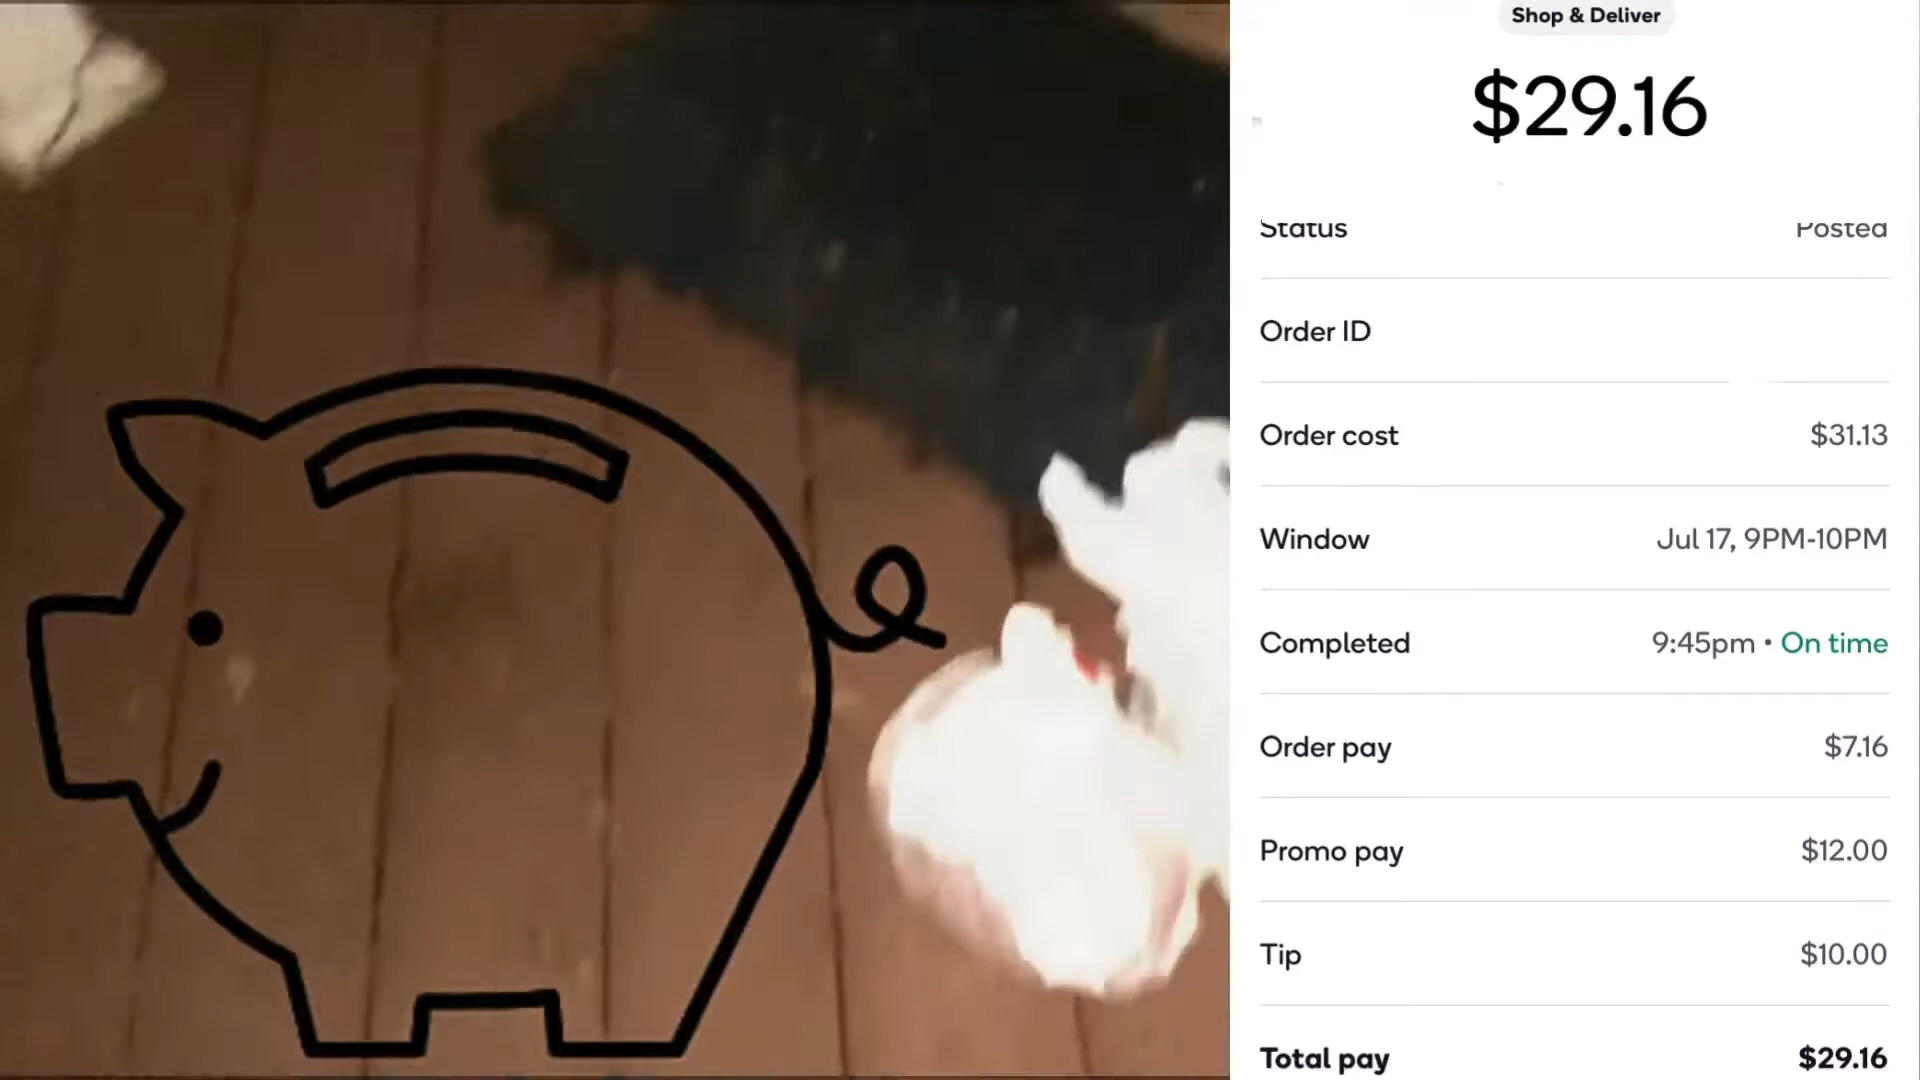 Shop & Deliver
$29.16
Status Posted
Order ID
Order cost $31.13
Window Jul 17, 9PM-10PM
Completed 9:45pm • On time
Order pay $7.16
Promo pay $12.00
Tip $10.00
Total pay $29.16